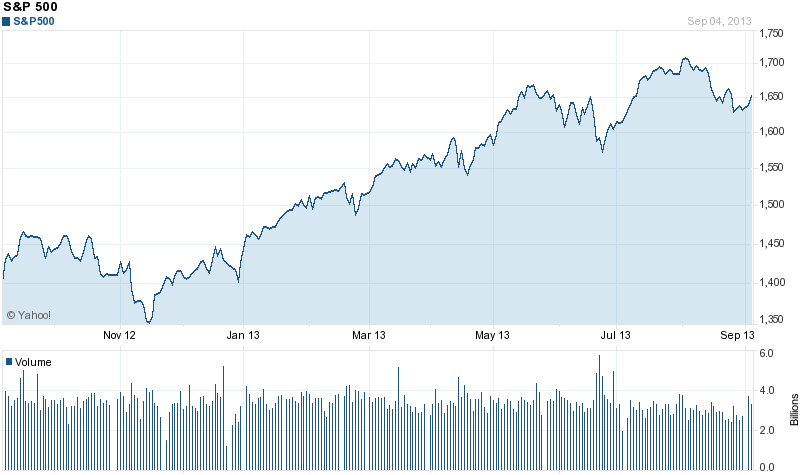 S&P 500
S&P500
Sep 04, 2013
1,750
1,700
1,650
1,600
1,550
1,500
1,450
1,400
1,350
© Yahoo!
Nov 12 Jan 13 Mar 13 May 13 Jul 13 Sep 13
Volume
6.0
4.0
2.0
0.0
Billions